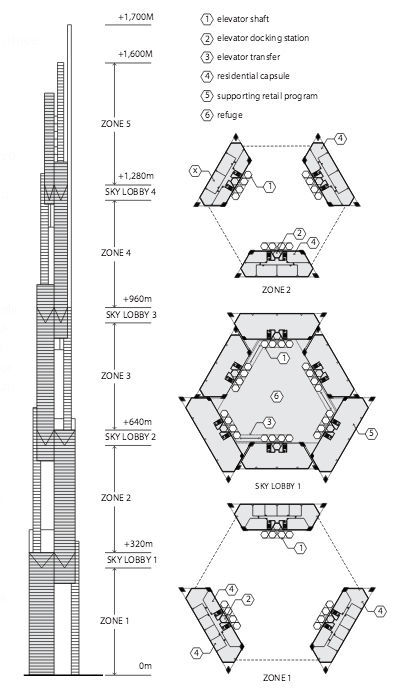 +1,700M
+1,600M
ZONE 5
+1,280m
SKY LOBBY 4
ZONE 4
+960m
SKY LOBBY 3
ZONE 3
+640m
SKY LOBBY 2
ZONE 2
+320m
SKY LOBBY 1
ZONE 1
0m
1 elevator shaft
2 elevator docking station
3 elevator transfer
4 residential capsule
5 supporting retail program
6 refuge
4
x
1
2
4
ZONE 2
1
6
3
5
SKY LOBBY 1
1
4
2
4
4
ZONE 1